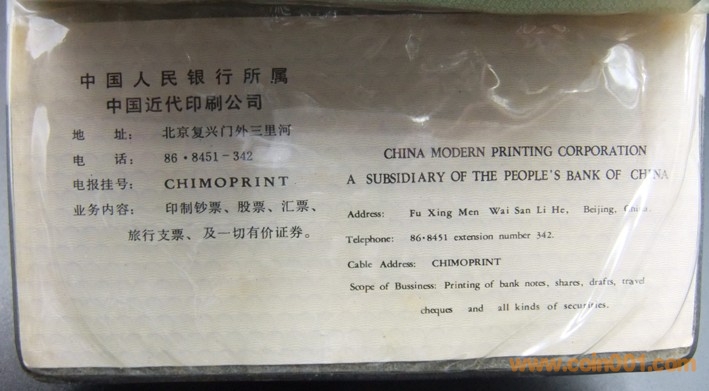 中国人民银行所属
中国近代印刷公司
地 址： 北京复兴门外三里河
电 话： 86·8451-342
电报挂号： CHIMOPRINT
业务内容： 印制钞票、股票、汇票、
旅行支票、及一切有价证券。
CHINA MODERN PRINTING CORPORATION
A SUBSIDIARY OF THE PEOPLE'S BANK OF CHINA
Address: Fu Xing Men Wai San Li He, Beijing, China.
Telephone: 86·8451 extension number 342.
Cable Address: CHIMOPRINT
Scope of Bussiness: Printing of bank notes, shares, drafts, travel
cheques and all kinds of securities.
www.coin001.com